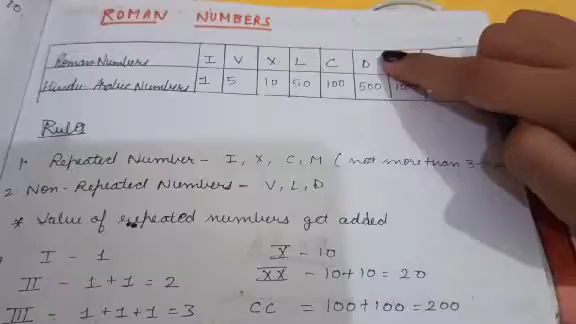 ROMAN NUMBERS
Roman Numbers I V X L C D
Hindu Arabic Numbers 1 5 10 50 100 500
Rules
1. Repeated Number - I, X, C, M (not more than 3
2 Non-Repeated Numbers - V, L, D
* Value of repeated numbers get added
I - 1 X - 10
II - 1+1 = 2 XX - 10+10 = 20
III - 1+1+1 = 3 CC = 100+100 = 200